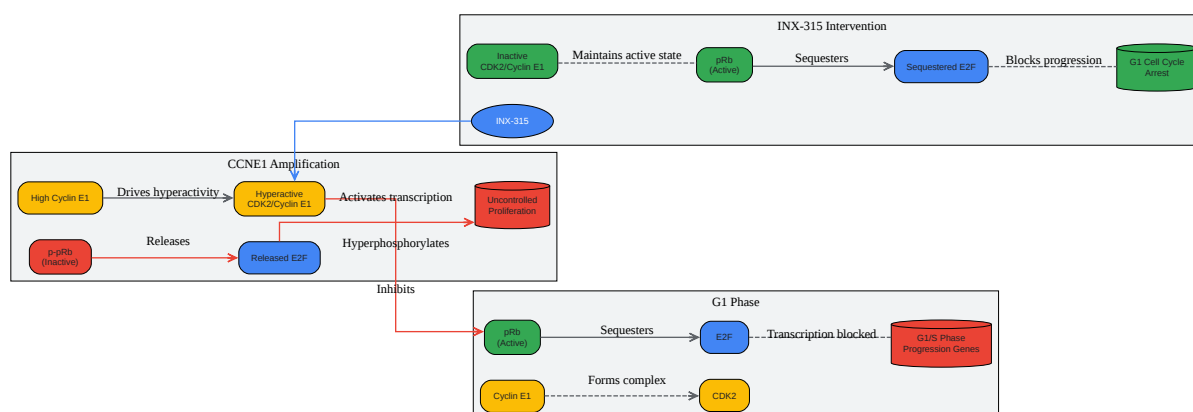 INX-315 Intervention
Inactive
CDK2/Cyclin E1
Maintains active state
pRb
(Active)
Sequesters
Sequestered E2F
Blocks progression
G1 Cell Cycle
Arrest
INX-315
CCNE1 Amplification
High Cyclin E1
Drives hyperactivity
Hyperactive
CDK2/Cyclin E1
Activates transcription
Uncontrolled
Proliferation
p-pRb
(Inactive)
Releases
Released E2F
Hyperphosphorylates
Inhibits
G1 Phase
pRb
(Active)
Sequesters
E2F
Transcription blocked
G1/S Phase
Progression Genes
Cyclin E1
Forms complex
CDK2